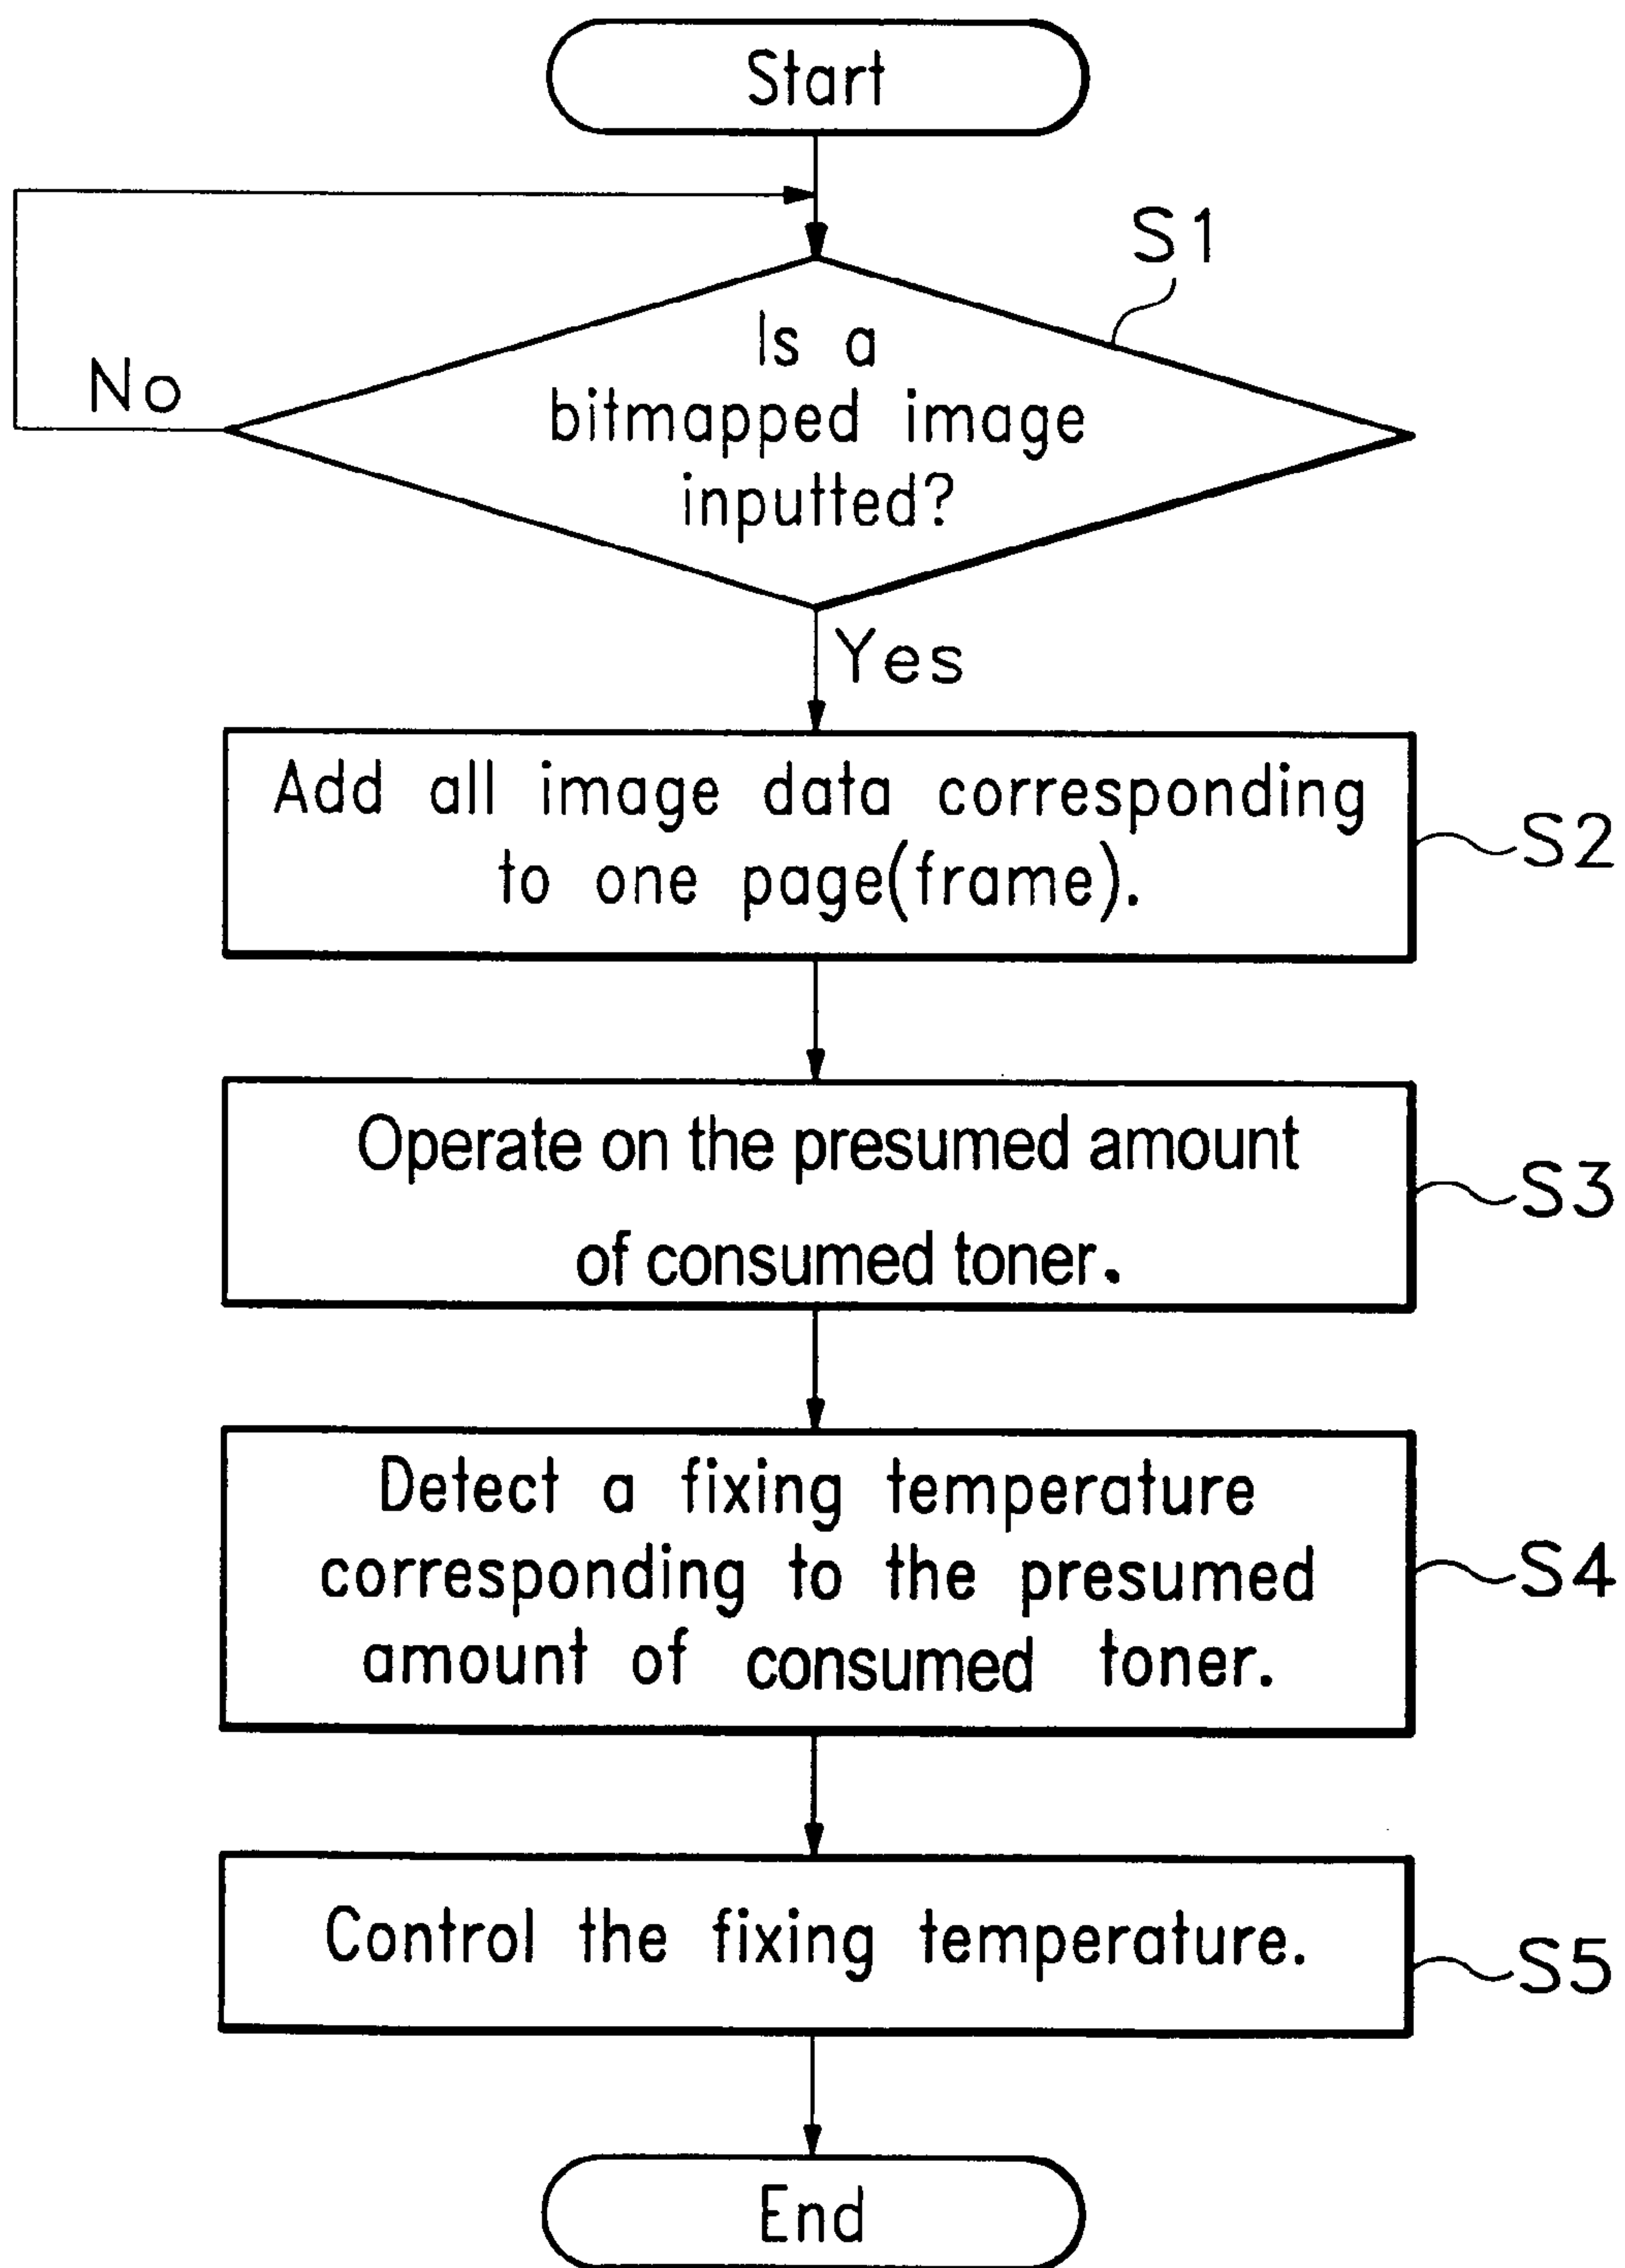 Start
S1
Is a
bitmapped image
inputted?
No
Yes
Add all image data corresponding
to one page(frame).
S2
Operate on the presumed amount
of consumed toner.
S3
Detect a fixing temperature
corresponding to the presumed
amount of consumed toner.
S4
Control the fixing temperature.
S5
End